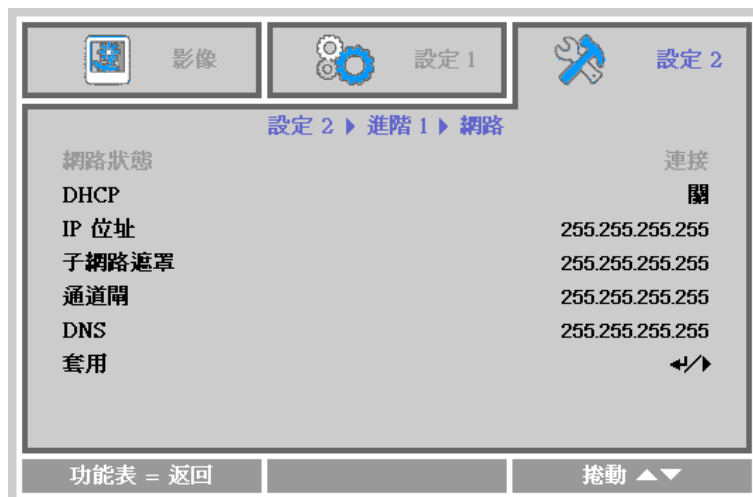 影像 設定 1 設定 2
設定 2 ▶ 進階 1 ▶ 網路
網路狀態 連接
DHCP 關
IP 位址 255.255.255.255
子網路遮罩 255.255.255.255
通道閘 255.255.255.255
DNS 255.255.255.255
套用 ↵/▶
功能表 = 返回 捲動 ▲▼